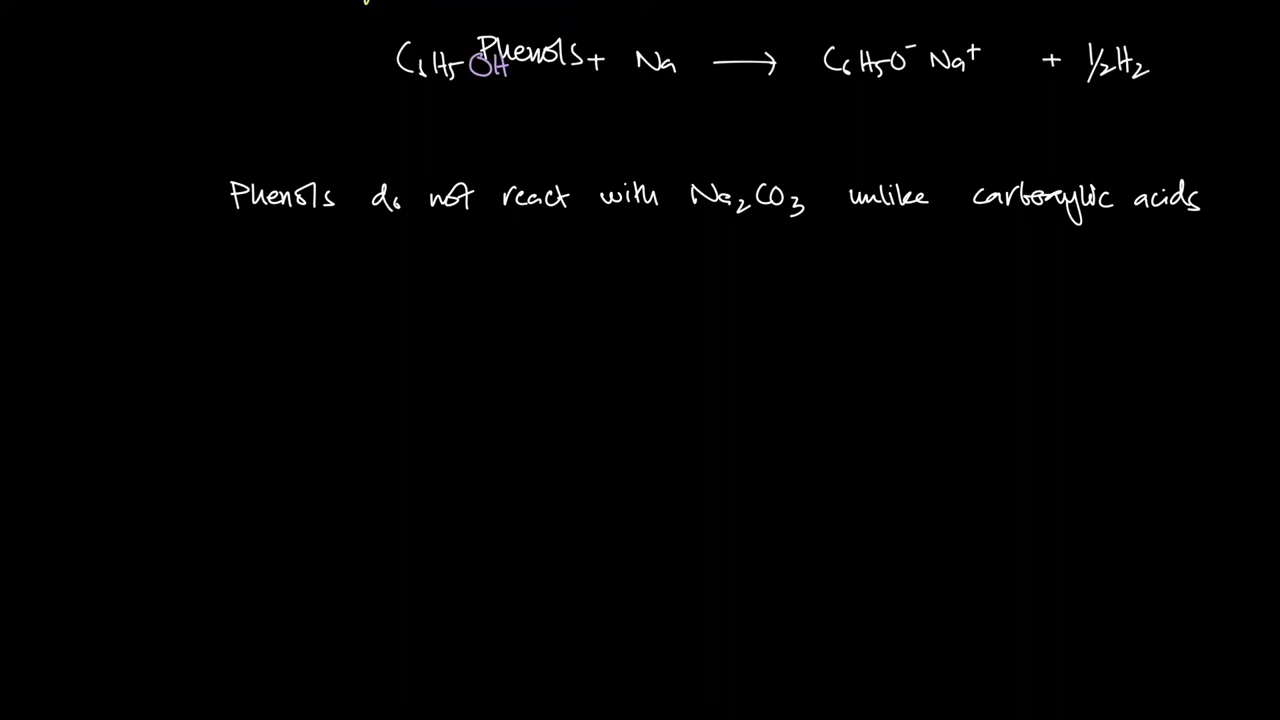 C₆H₅OH Phenols + Na ⟶ C₆H₅O⁻ Na⁺ + ½H₂
Phenols do not react with Na₂CO₃ unlike carboxylic acids